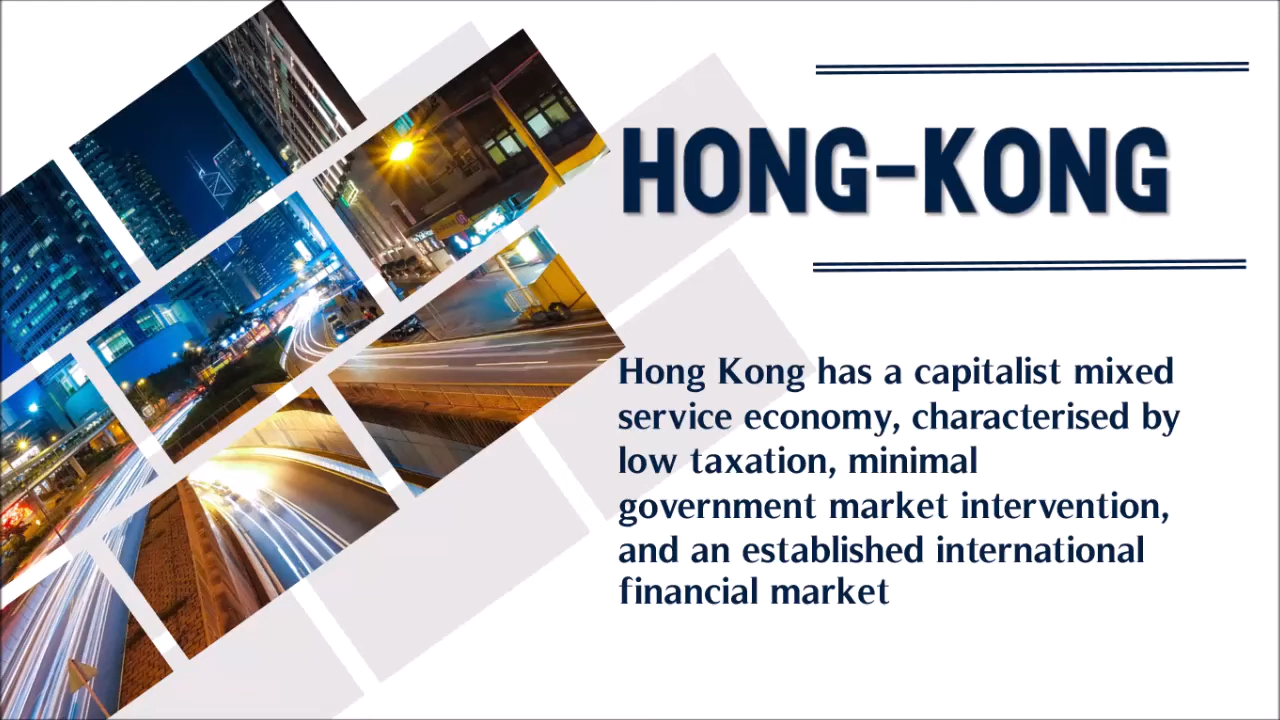 HONG-KONG
Hong Kong has a capitalist mixed
service economy, characterised by
low taxation, minimal
government market intervention,
and an established international
financial market